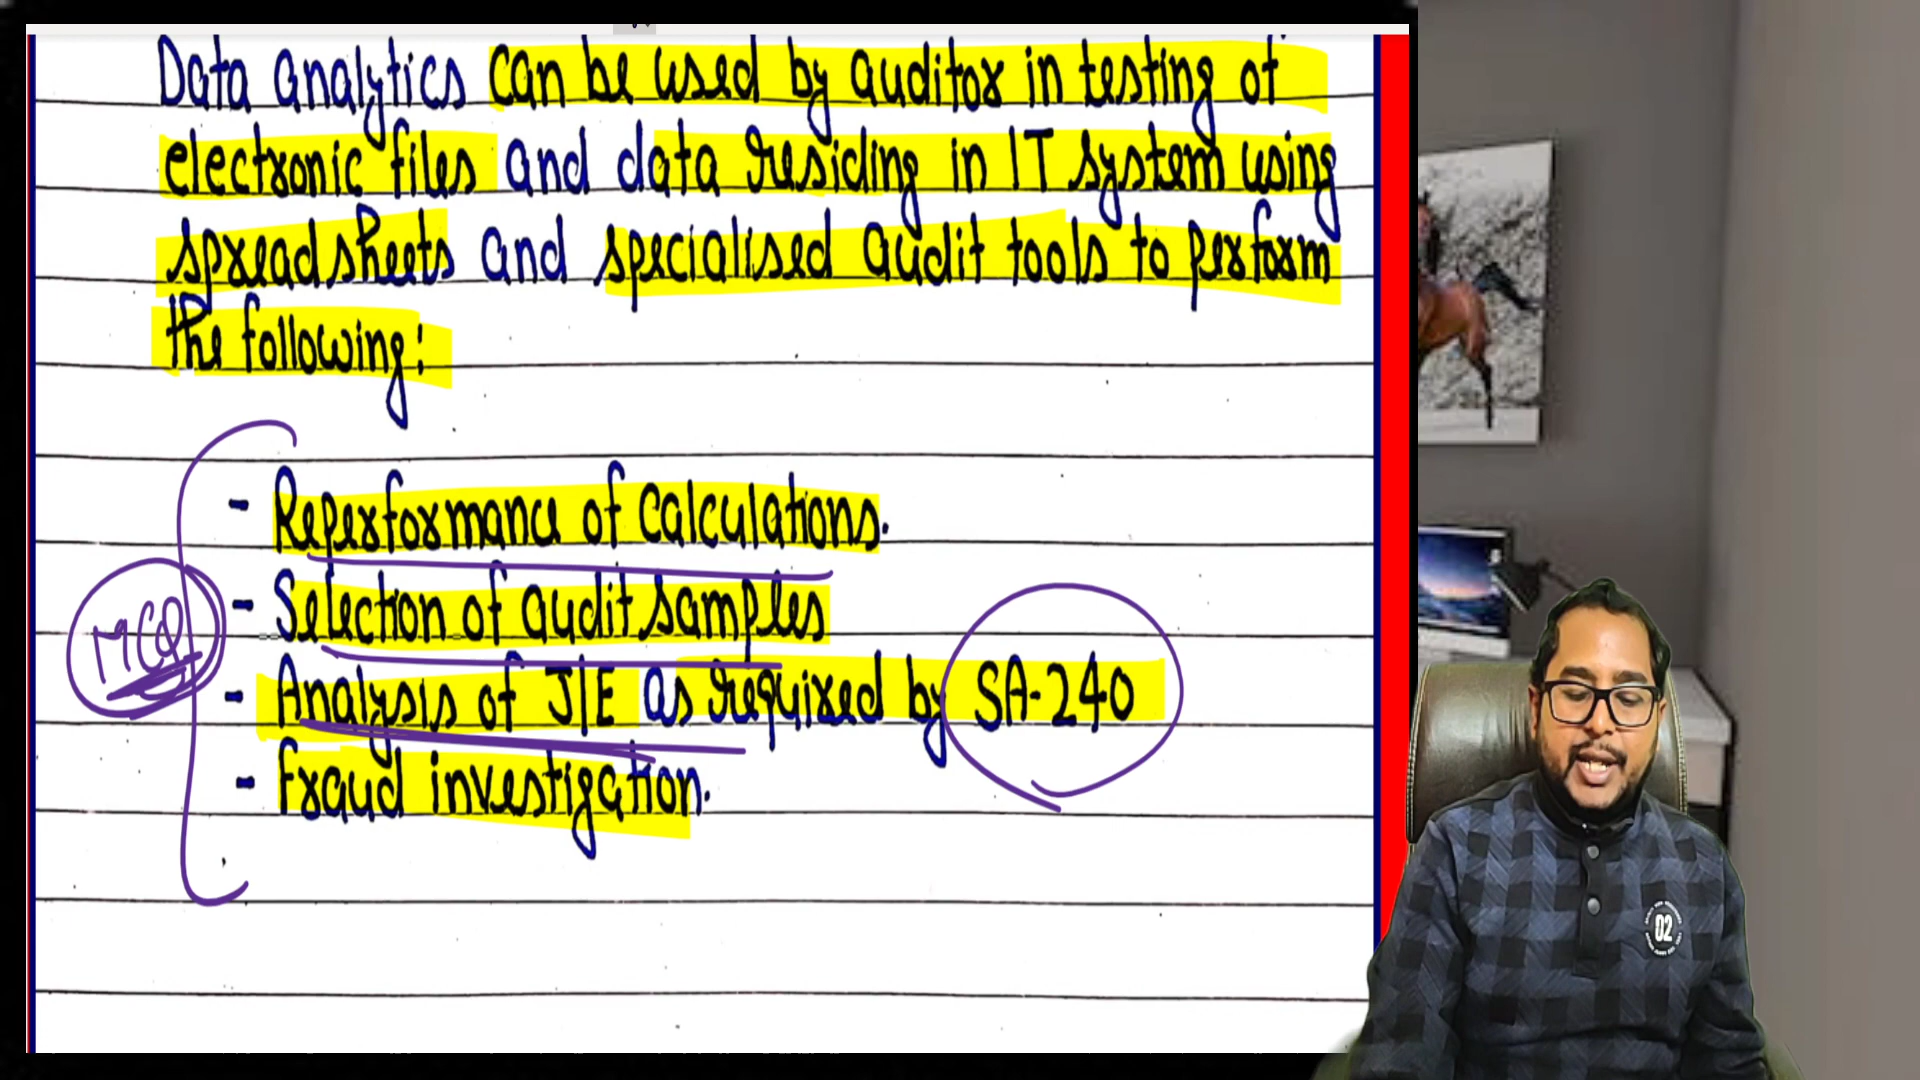 Data analytics can be used by auditor in testing of
electronic files and data residing in IT system using
spreadsheets and specialised audit tools to perform
the following:
- Reperformance of calculations.
- Selection of audit samples
MCQ
- Analysis of J/E as required by SA-240
- Fraud investigation.
02